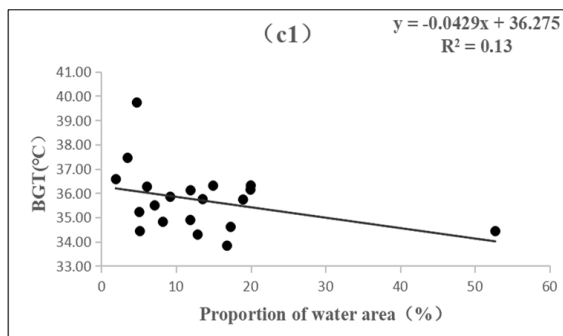 （c1）
y = -0.0429x + 36.275
R² = 0.13
BGT(℃)
41.00
40.00
39.00
38.00
37.00
36.00
35.00
34.00
33.00
0 10 20 30 40 50 60
Proportion of water area（%）